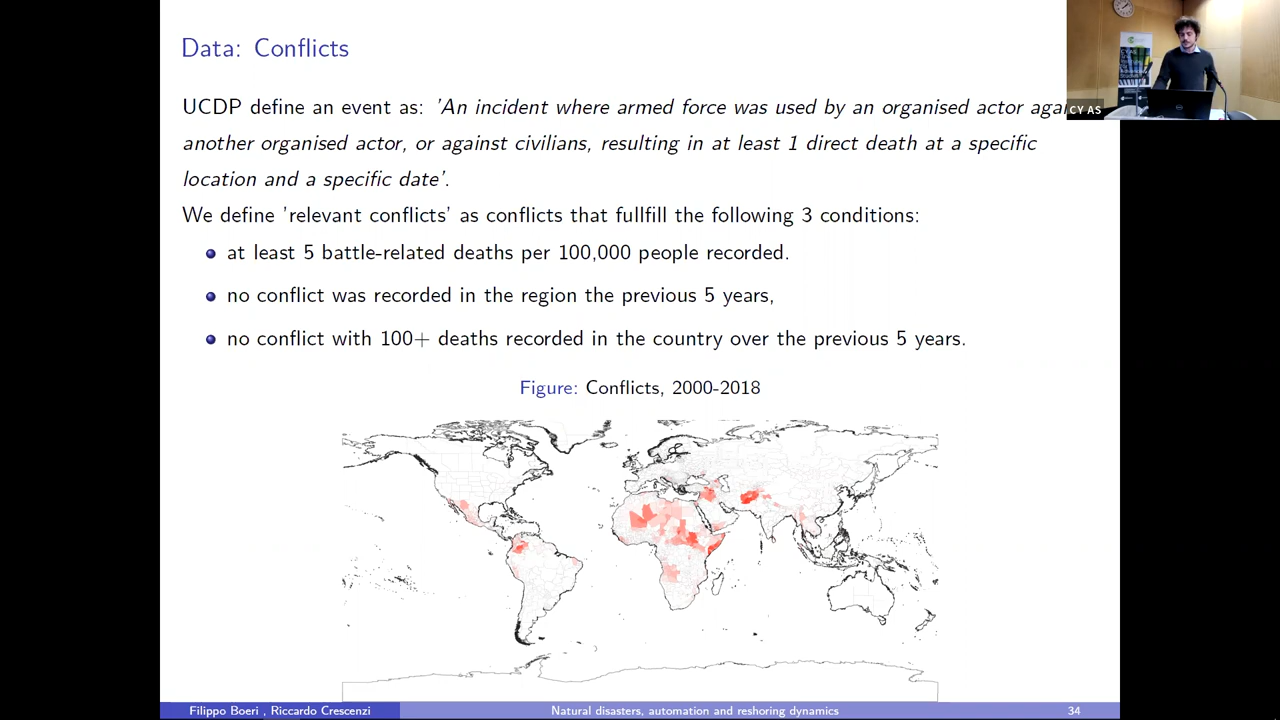 Data: Conflicts
UCDP define an event as: 'An incident where armed force was used by an organised actor
another organised actor, or against civilians, resulting in at least 1 direct death at a specific
location and a specific date'.
We define 'relevant conflicts' as conflicts that fullfill the following 3 conditions:
at least 5 battle-related deaths per 100,000 people recorded.
no conflict was recorded in the region the previous 5 years,
no conflict with 100+ deaths recorded in the country over the previous 5 years.
Figure: Conflicts, 2000-2018
CY AS
Filippo Boeri , Riccardo Crescenzi
Natural disasters, automation and reshoring dynamics
34